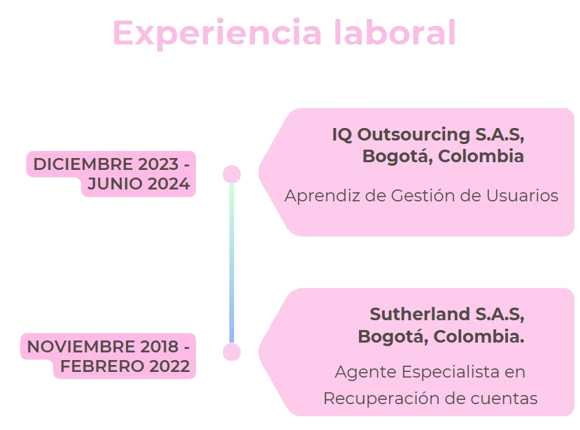 Experiencia laboral
DICIEMBRE 2023 -
JUNIO 2024
IQ Outsourcing S.A.S,
Bogotá, Colombia
Aprendiz de Gestión de Usuarios
NOVIEMBRE 2018 -
FEBRERO 2022
Sutherland S.A.S,
Bogotá, Colombia.
Agente Especialista en
Recuperación de cuentas